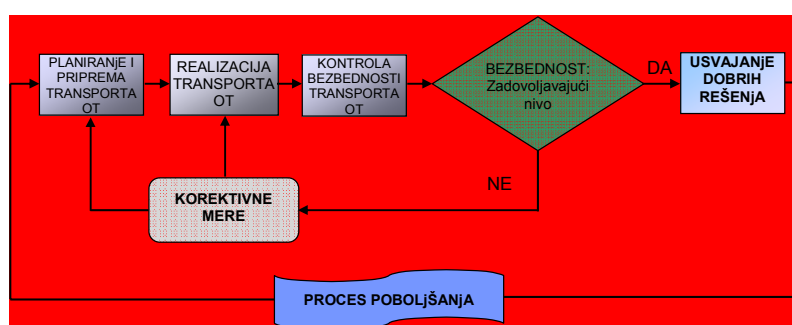 PLANIRANjE I
PRIPREMA
TRANSPORTA
OT
REALIZACIJA
TRANSPORTA
OT
KONTROLA
BEZBEDNOSTI
TRANSPORTA
OT
BEZBEDNOST:
Zadovoljavajući
nivo
DA
USVAJANjE
DOBRIH
REŠENjA
NE
KOREKTIVNE
MERE
PROCES POBOLjŠANjA